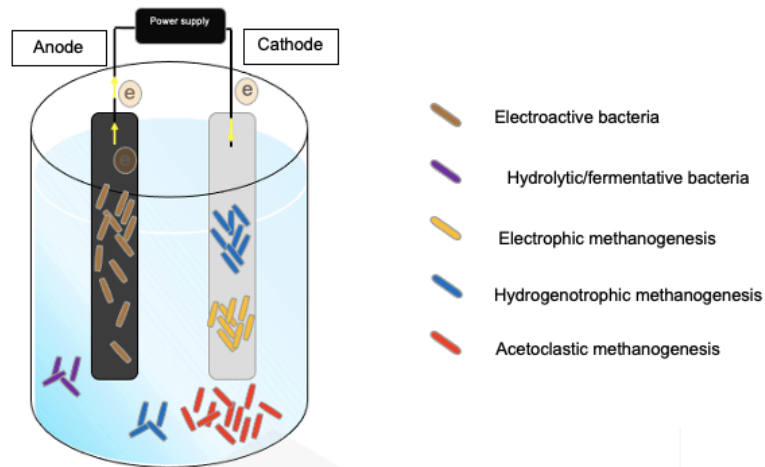 Power supply
Anode
Cathode
e
e
e
Electroactive bacteria
Hydrolytic/fermentative bacteria
Electrophic methanogenesis
Hydrogenotrophic methanogenesis
Acetoclastic methanogenesis